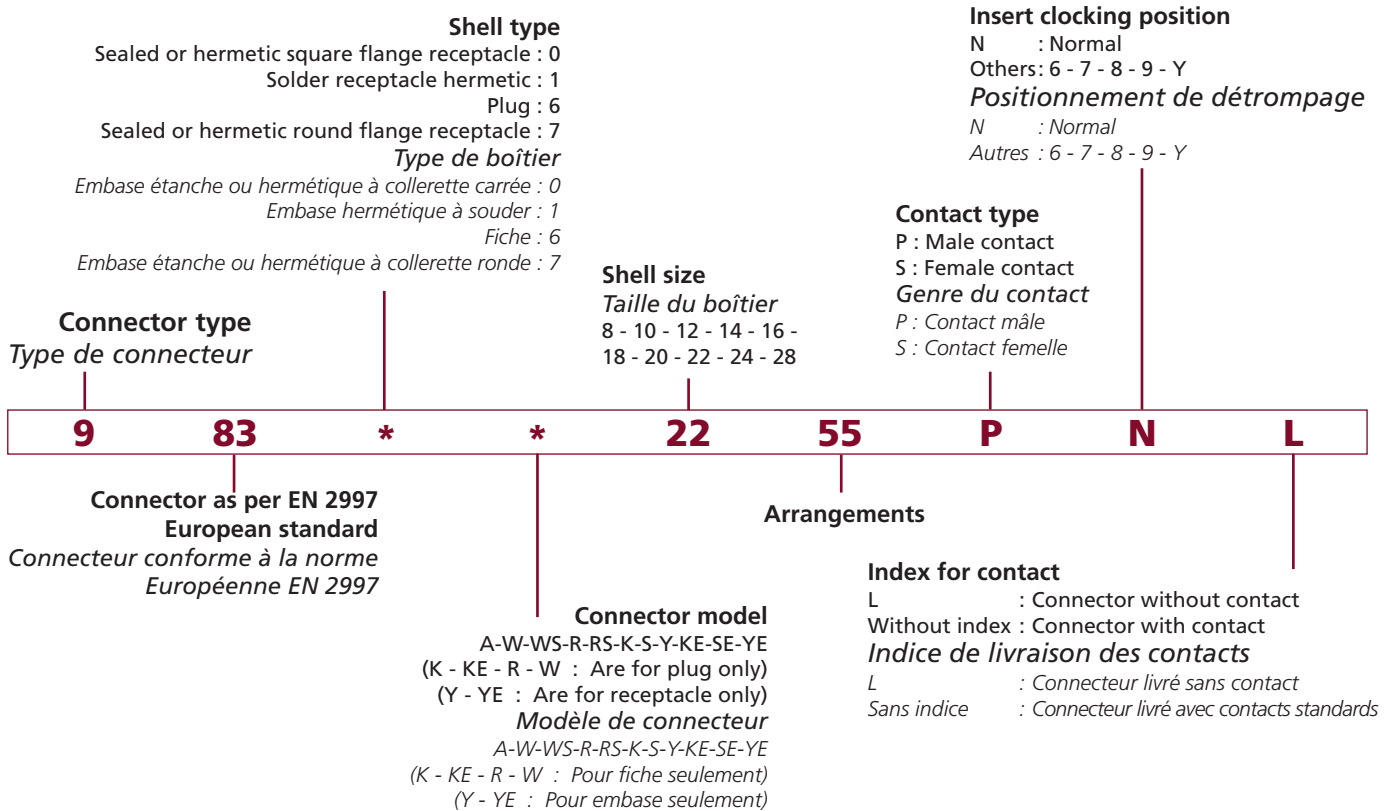 Shell type
Sealed or hermetic square flange receptacle : 0
Solder receptacle hermetic : 1
Plug : 6
Sealed or hermetic round flange receptacle : 7
Type de boîtier
Embase étanche ou hermétique à collerette carrée : 0
Embase hermétique à souder : 1
Fiche : 6
Embase étanche ou hermétique à collerette ronde : 7
Insert clocking position
N : Normal
Others : 6 - 7 - 8 - 9 - Y
Positionnement de détrompage
N : Normal
Autres : 6 - 7 - 8 - 9 - Y
Contact type
P : Male contact
S : Female contact
Genre du contact
P : Contact mâle
S : Contact femelle
Shell size
Taille du boîtier
8 - 10 - 12 - 14 - 16 -
18 - 20 - 22 - 24 - 28
Connector type
Type de connecteur
9 83 * * 22 55 P N L
Connector as per EN 2997
European standard
Connecteur conforme à la norme
Européenne EN 2997
Arrangements
Connector model
A-W-WS-R-RS-K-S-Y-KE-SE-YE
(K - KE - R - W : Are for plug only)
(Y - YE : Are for receptacle only)
Modèle de connecteur
A-W-WS-R-RS-K-S-Y-KE-SE-YE
(K - KE - R - W : Pour fiche seulement)
(Y - YE : Pour embase seulement)
Index for contact
L : Connector without contact
Without index : Connector with contact
Indice de livraison des contacts
L : Connecteur livré sans contact
Sans indice : Connecteur livré avec contacts standards